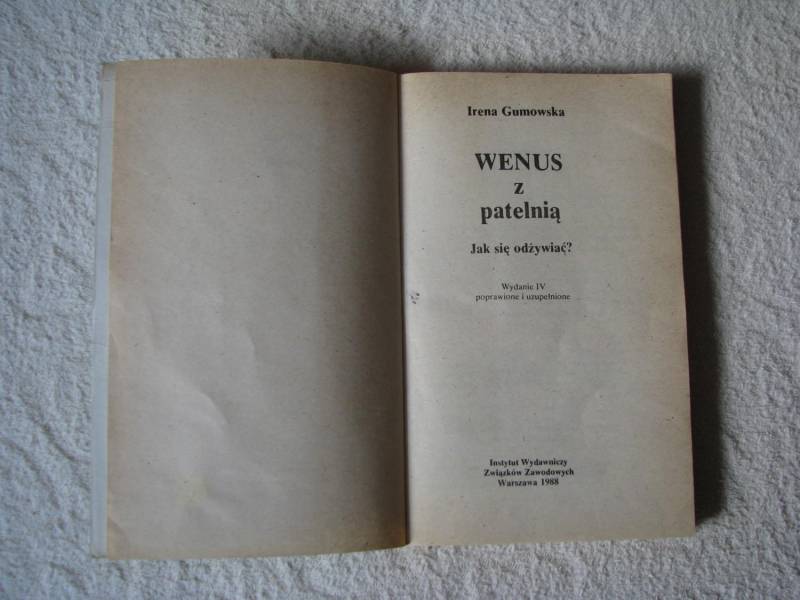 Irena Gumowska
WENUS
z
patelnią
Jak się odżywiać?
Wydanie IV
poprawione i uzupełnione
Instytut Wydawniczy
Związków Zawodowych
Warszawa 1988